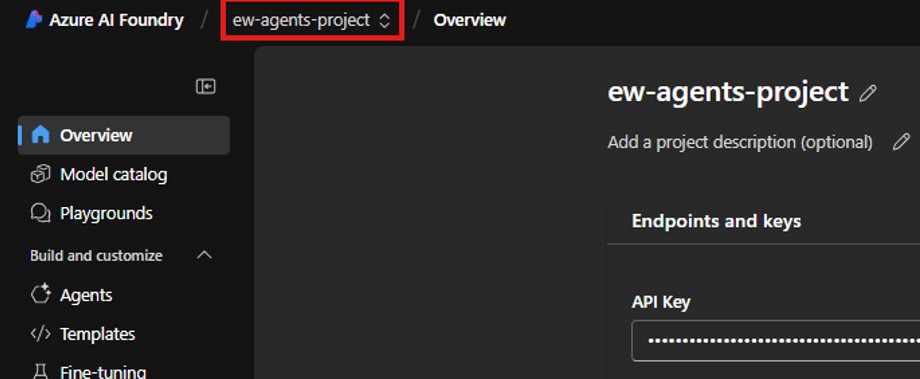 Azure AI Foundry / ew-agents-project / Overview
ew-agents-project
Add a project description (optional)
Overview
Model catalog
Playgrounds
Build and customize
Agents
Templates
Fine-tuning
Endpoints and keys
API Key
••••••••••••••••••••••••••••••••••••••••